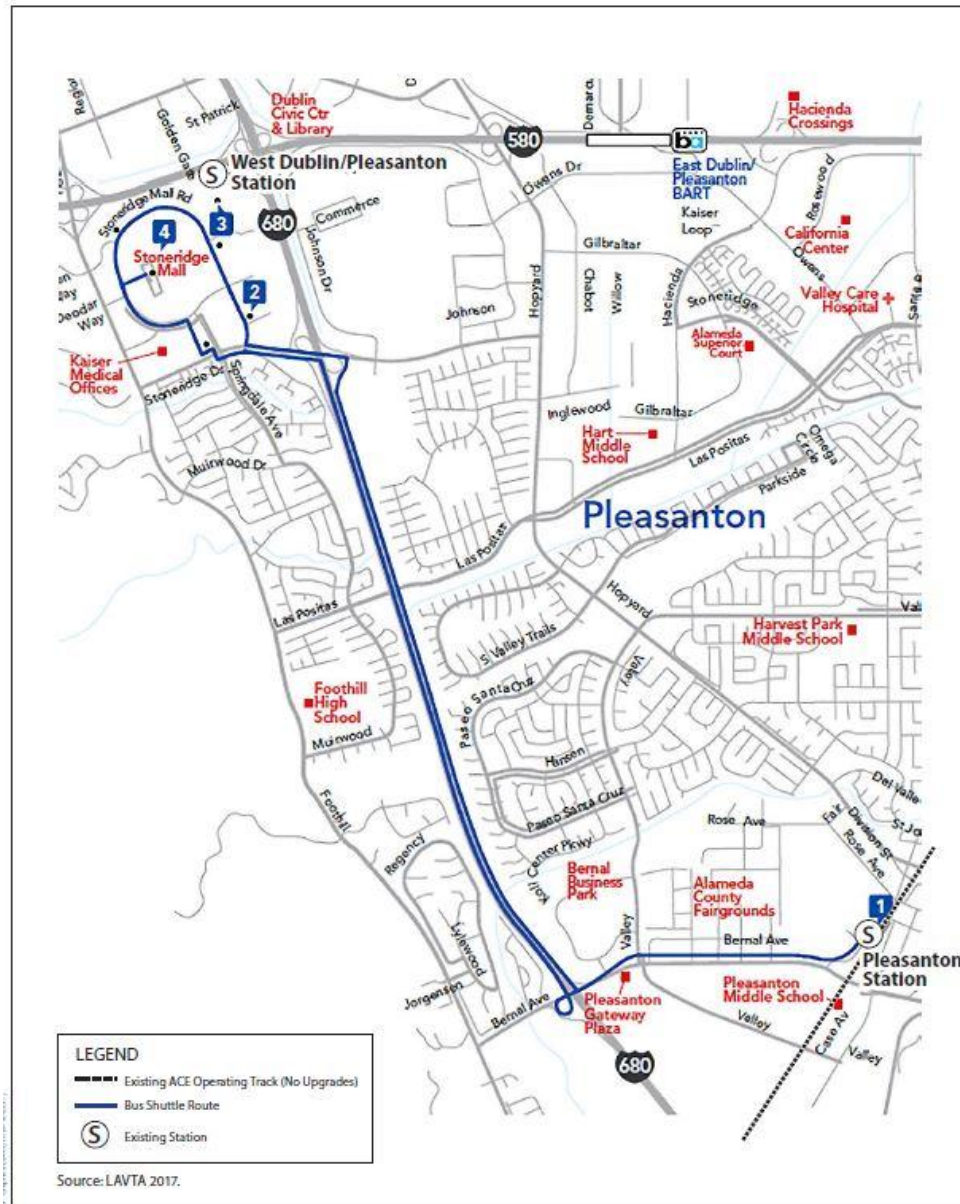 Regio
Golden Gate
St Patrick
Dublin
Civic Ctr
& Library
580
Demarc
ba
Hacienda
Crossings
West Dublin/Pleasanton
Station
S
East Dublin/
Pleasanton
BART
Owens Dr
Rosewood
Stoneridge Mall Rd
3
680
Commerce
Johnson Dr
Kaiser
Loop
California
Center
4
Stoneridge
Mall
Gilbraltar
Owens
Hopyard
Chabot
Willow
Hacienda
Stoneridge
Valley Care
Hospital
Deodar
Way
2
Johnson
Alameda
Superior
Court
Kaiser
Medical
Offices
Stoneridge Dr
Springdale Ave
Inglewood
Gilbraltar
Hart
Middle
School
Las Positas
Omega
Circle
Muirwood Dr
Parkside
Pleasanton
Las Positas
Hopyard
Las Positas
S Valley Trails
Harvest Park
Middle School
Valley
Paseo Santa Cruz
Foothill
High
School
Muirwood
Hansen
Foothill
Paseo Santa Cruz
Del Valle
Fair
Division St
Rose Ave
Rose Ave
Regency
Koll Center Pkwy
Bernal
Business
Park
Alameda
County
Fairgrounds
1
Lylewood
Valley
Bernal Ave
S
Pleasanton
Station
Jorgensen
Bernal Ave
Pleasanton
Gateway
Plaza
Pleasanton
Middle School
Valley
Case Av
Valley
680
LEGEND
Existing ACE Operating Track (No Upgrades)
Bus Shuttle Route
S Existing Station
Source: LAVTA 2017.